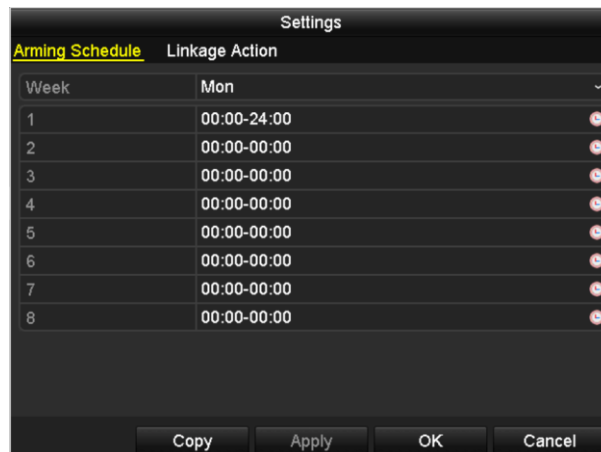 Settings
Arming Schedule Linkage Action
Week Mon
1 00:00-24:00
2 00:00-00:00
3 00:00-00:00
4 00:00-00:00
5 00:00-00:00
6 00:00-00:00
7 00:00-00:00
8 00:00-00:00
Copy Apply OK Cancel